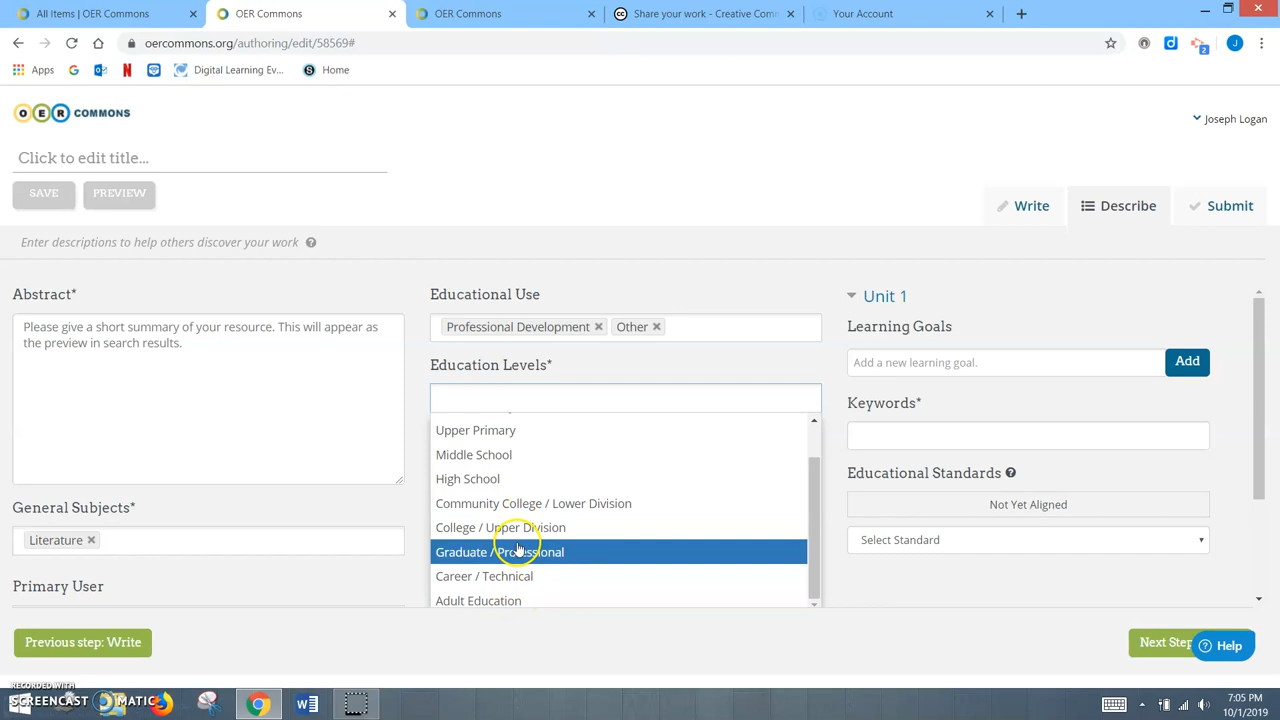 All Items | OER Commons
OER Commons
OER Commons
Share your work - Creative Com
Your Account
oercommons.org/authoring/edit/58569#
Apps
Digital Learning Ev...
Home
2
J
OER COMMONS
Joseph Logan
Click to edit title...
SAVE
PREVIEW
Write
Describe
Submit
Enter descriptions to help others discover your work
Abstract*
Please give a short summary of your resource. This will appear as
the preview in search results.
General Subjects*
Literature
Primary User
Educational Use
Professional Development
Other
Education Levels*
Upper Primary
Middle School
High School
Community College / Lower Division
College / Upper Division
Graduate / Professional
Career / Technical
Adult Education
Unit 1
Learning Goals
Add a new learning goal.
Add
Keywords*
Educational Standards
Not Yet Aligned
Select Standard
Previous step: Write
Next Step
Help
RECORDED WITH
SCREENCAST MATIC
7:05 PM
10/1/2019